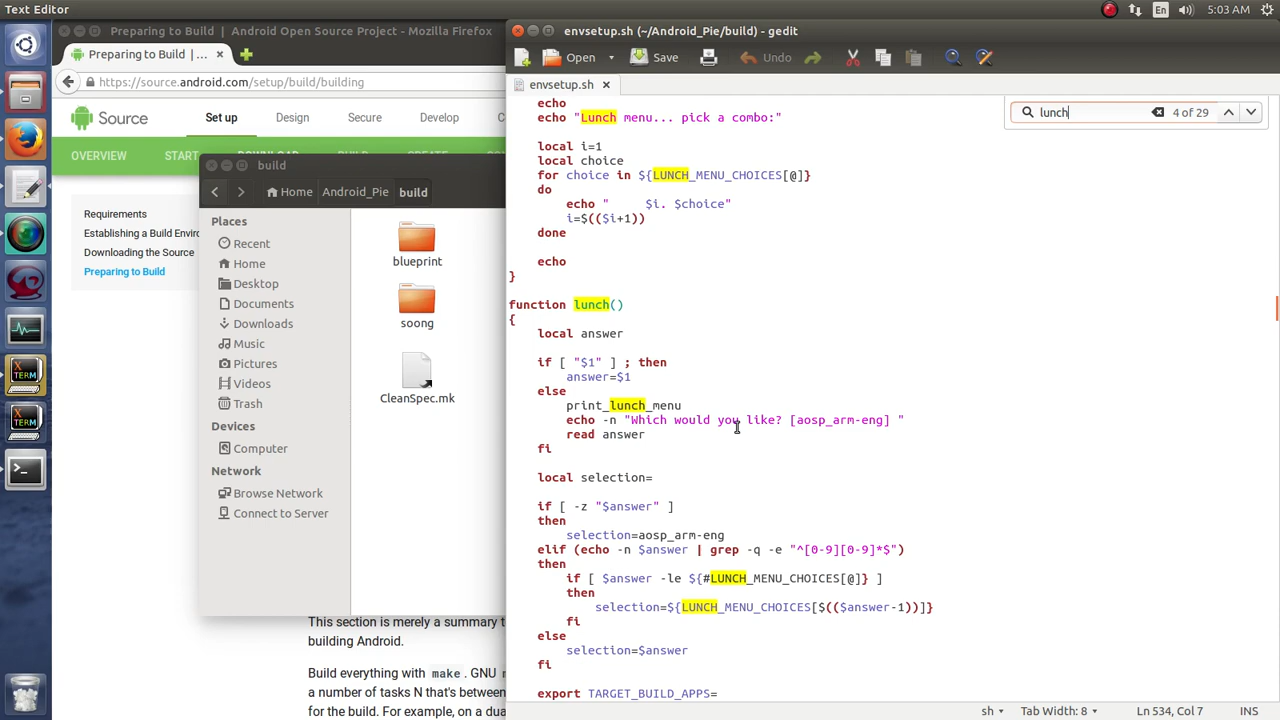 Text Editor
En
5:03 AM
Preparing to Build | Android Open Source Project - Mozilla Firefox
Preparing to Build | ...
https://source.android.com/setup/build/building
Source
Set up
Design
Secure
Develop
OVERVIEW
START
Requirements
Establishing a Build Enviro
Downloading the Source
Preparing to Build
build
Home
Android_Pie
build
Places
Recent
Home
Desktop
Documents
Downloads
Music
Pictures
Videos
Trash
Devices
Computer
Network
Browse Network
Connect to Server
blueprint
soong
CleanSpec.mk
This section is merely a summary t
building Android.
Build everything with make . GNU
a number of tasks N that's between
for the build. For example, on a dua
envsetup.sh (~/Android_Pie/build) - gedit
Open
Save
Undo
envsetup.sh
lunch
4 of 29
echo
echo "Lunch menu... pick a combo:"
local i=1
local choice
for choice in ${LUNCH_MENU_CHOICES[@]}
do
echo "     $i. $choice"
i=$(($i+1))
done
echo
}
function lunch()
{
local answer
if [ "$1" ] ; then
answer=$1
else
print_lunch_menu
echo -n "Which would you like? [aosp_arm-eng] "
read answer
fi
local selection=
if [ -z "$answer" ]
then
selection=aosp_arm-eng
elif (echo -n $answer | grep -q -e "^[0-9][0-9]*$")
then
if [ $answer -le ${#LUNCH_MENU_CHOICES[@]} ]
then
selection=${LUNCH_MENU_CHOICES[$(($answer-1))]}
fi
else
selection=$answer
fi
export TARGET_BUILD_APPS=
sh
Tab Width: 8
Ln 534, Col 7
INS
X
TERM
X
TERM